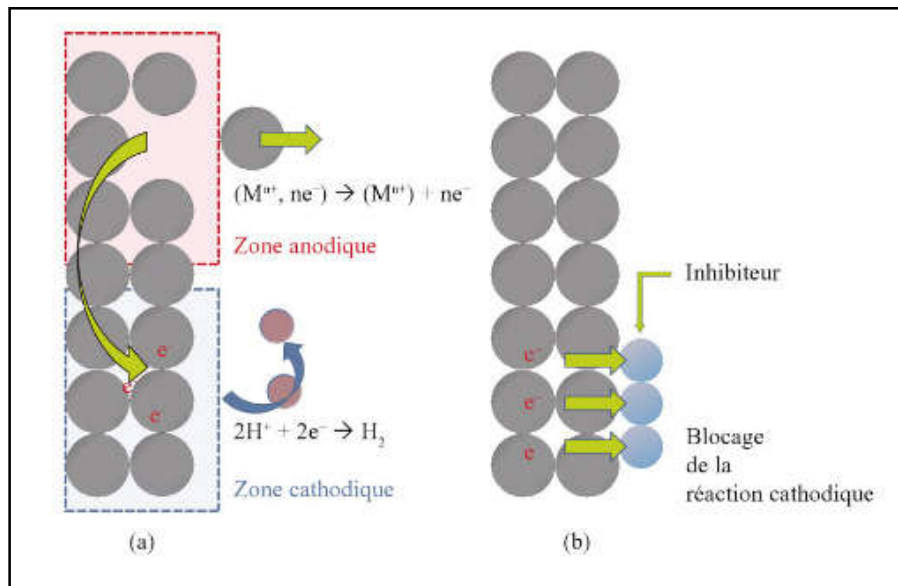 (Mⁿ⁺, ne⁻) → (Mⁿ⁺) + ne⁻
Zone anodique
e⁻
e
e
2H⁺ + 2e⁻ → H₂
Zone cathodique
(a)
Inhibiteur
e⁻
e⁻
e
Blocage
de la
réaction cathodique
(b)